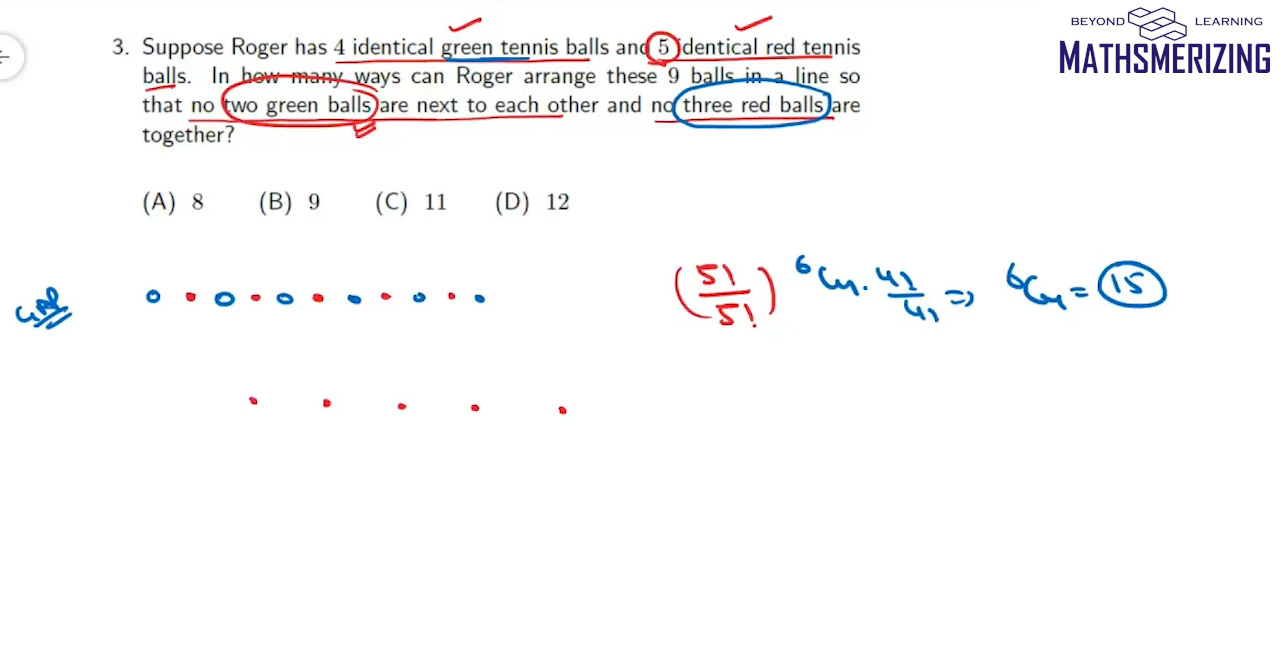 BEYOND LEARNING
MATHSMERIZING
3. Suppose Roger has 4 identical green tennis balls and 5 identical red tennis
balls. In how many ways can Roger arrange these 9 balls in a line so
that no two green balls are next to each other and no three red balls are
together?
(A) 8 (B) 9 (C) 11 (D) 12
(5!/5!) ⁶C₄ · 4!/4! => ⁶C₄ = 15